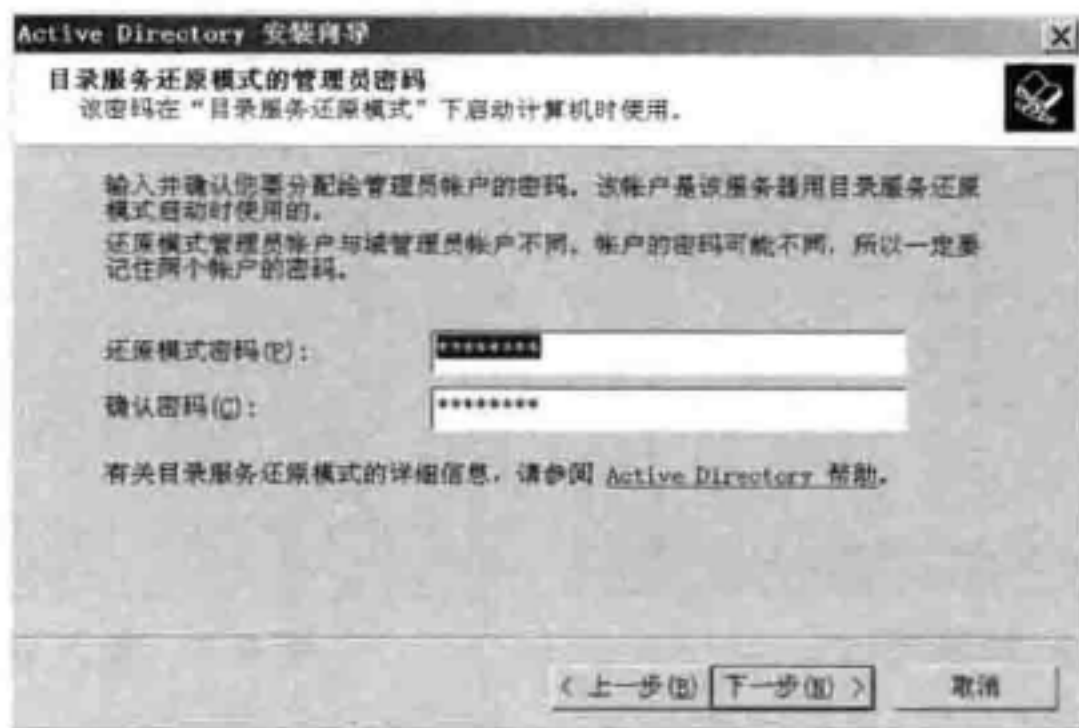 Active Directory 安装向导
目录服务还原模式的管理员密码
该密码在“目录服务还原模式”下启动计算机时使用。
输入并确认您要分配给管理员帐户的密码。该帐户是该服务器用目录服务还原
模式启动时使用的。
还原模式管理员帐户与域管理员帐户不同。帐户的密码可能不同，所以一定要
记住两个帐户的密码。
还原模式密码(P)：
********
确认密码(C)：
********
有关目录服务还原模式的详细信息，请参阅 Active Directory 帮助。
< 上一步(B) 下一步(N) > 取消